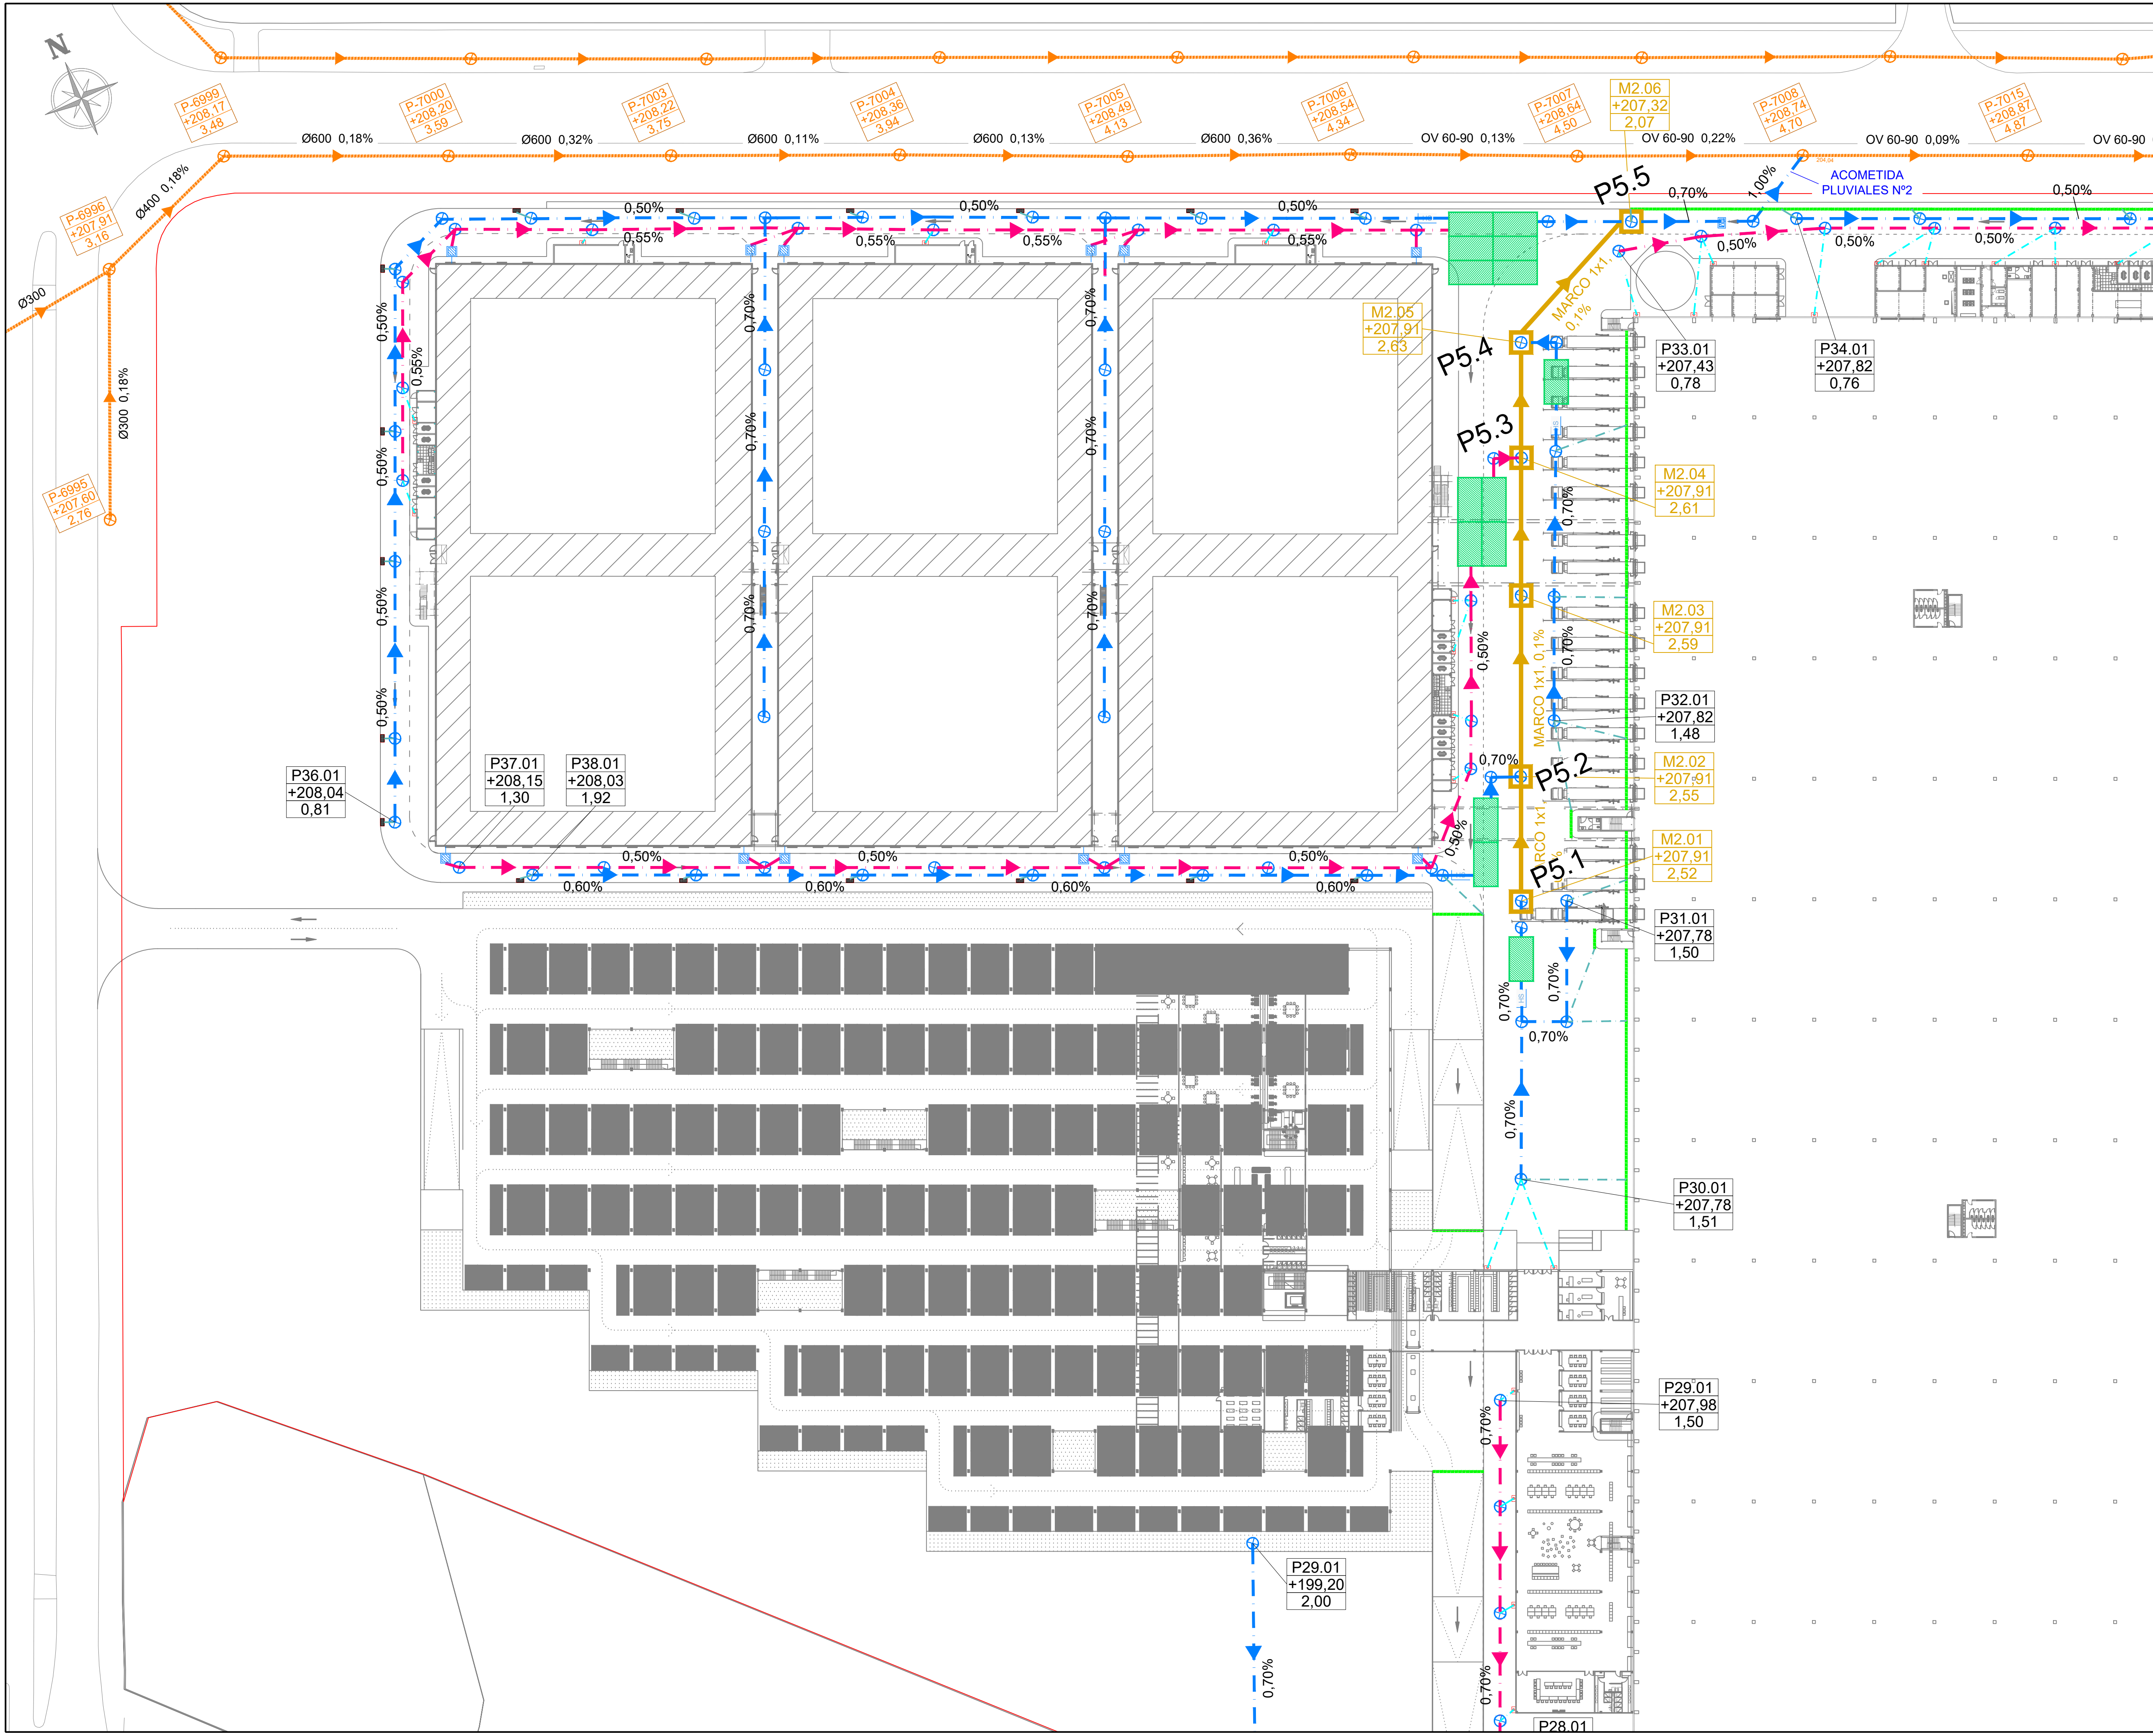 N
P-6999
+208,17
3,48
P-7000
+208,20
3,59
P-7003
+208,22
3,75
P-7004
+208,36
3,94
P-7005
+208,49
4,13
P-7006
+208,54
4,34
P-7007
+208,64
4,50
M2.06
+207,32
2,07
P-7008
+208,74
4,70
P-7015
+208,87
4,87
Ø600 0,18%
Ø600 0,32%
Ø600 0,11%
Ø600 0,13%
Ø600 0,36%
OV 60-90 0,13%
OV 60-90 0,22%
OV 60-90 0,09%
OV 60-90
Ø400 0,18%
P-6996
+207,91
3,16
Ø300
Ø300 0,18%
P-6995
+207,60
2,76
ACOMETIDA
PLUVIALES Nº2
1,00%
P5.5
0,70%
0,50%
0,50%
0,50%
0,50%
0,55%
0,55%
0,55%
0,55%
0,50%
0,50%
0,50%
0,50%
0,55%
0,70%
0,70%
MARCO 1x1,
0,1%
M2.05
+207,91
2,63
P5.4
P33.01
+207,43
0,78
P34.01
+207,82
0,76
P5.3
0,50%
0,70%
0,70%
HS
M2.04
+207,91
2,61
0,70%
0,50%
0,70%
0,70%
0,50%
MARCO 1x1, 0,1%
0,70%
M2.03
+207,91
2,59
0,50%
P32.01
+207,82
1,48
P36.01
+208,04
0,81
P37.01
+208,15
1,30
P38.01
+208,03
1,92
0,70%
P5.2
M2.02
+207,91
2,55
0,50%
0,50%
0,50%
0,50%
0,60%
0,60%
0,60%
0,60%
P5.1
M2.01
+207,91
2,52
P31.01
+207,78
1,50
0,70%
HS
0,70%
0,70%
0,70%
P30.01
+207,78
1,51
P29.01
+207,98
1,50
0,70%
P29.01
+199,20
2,00
0,70%
0,70%
P28.01